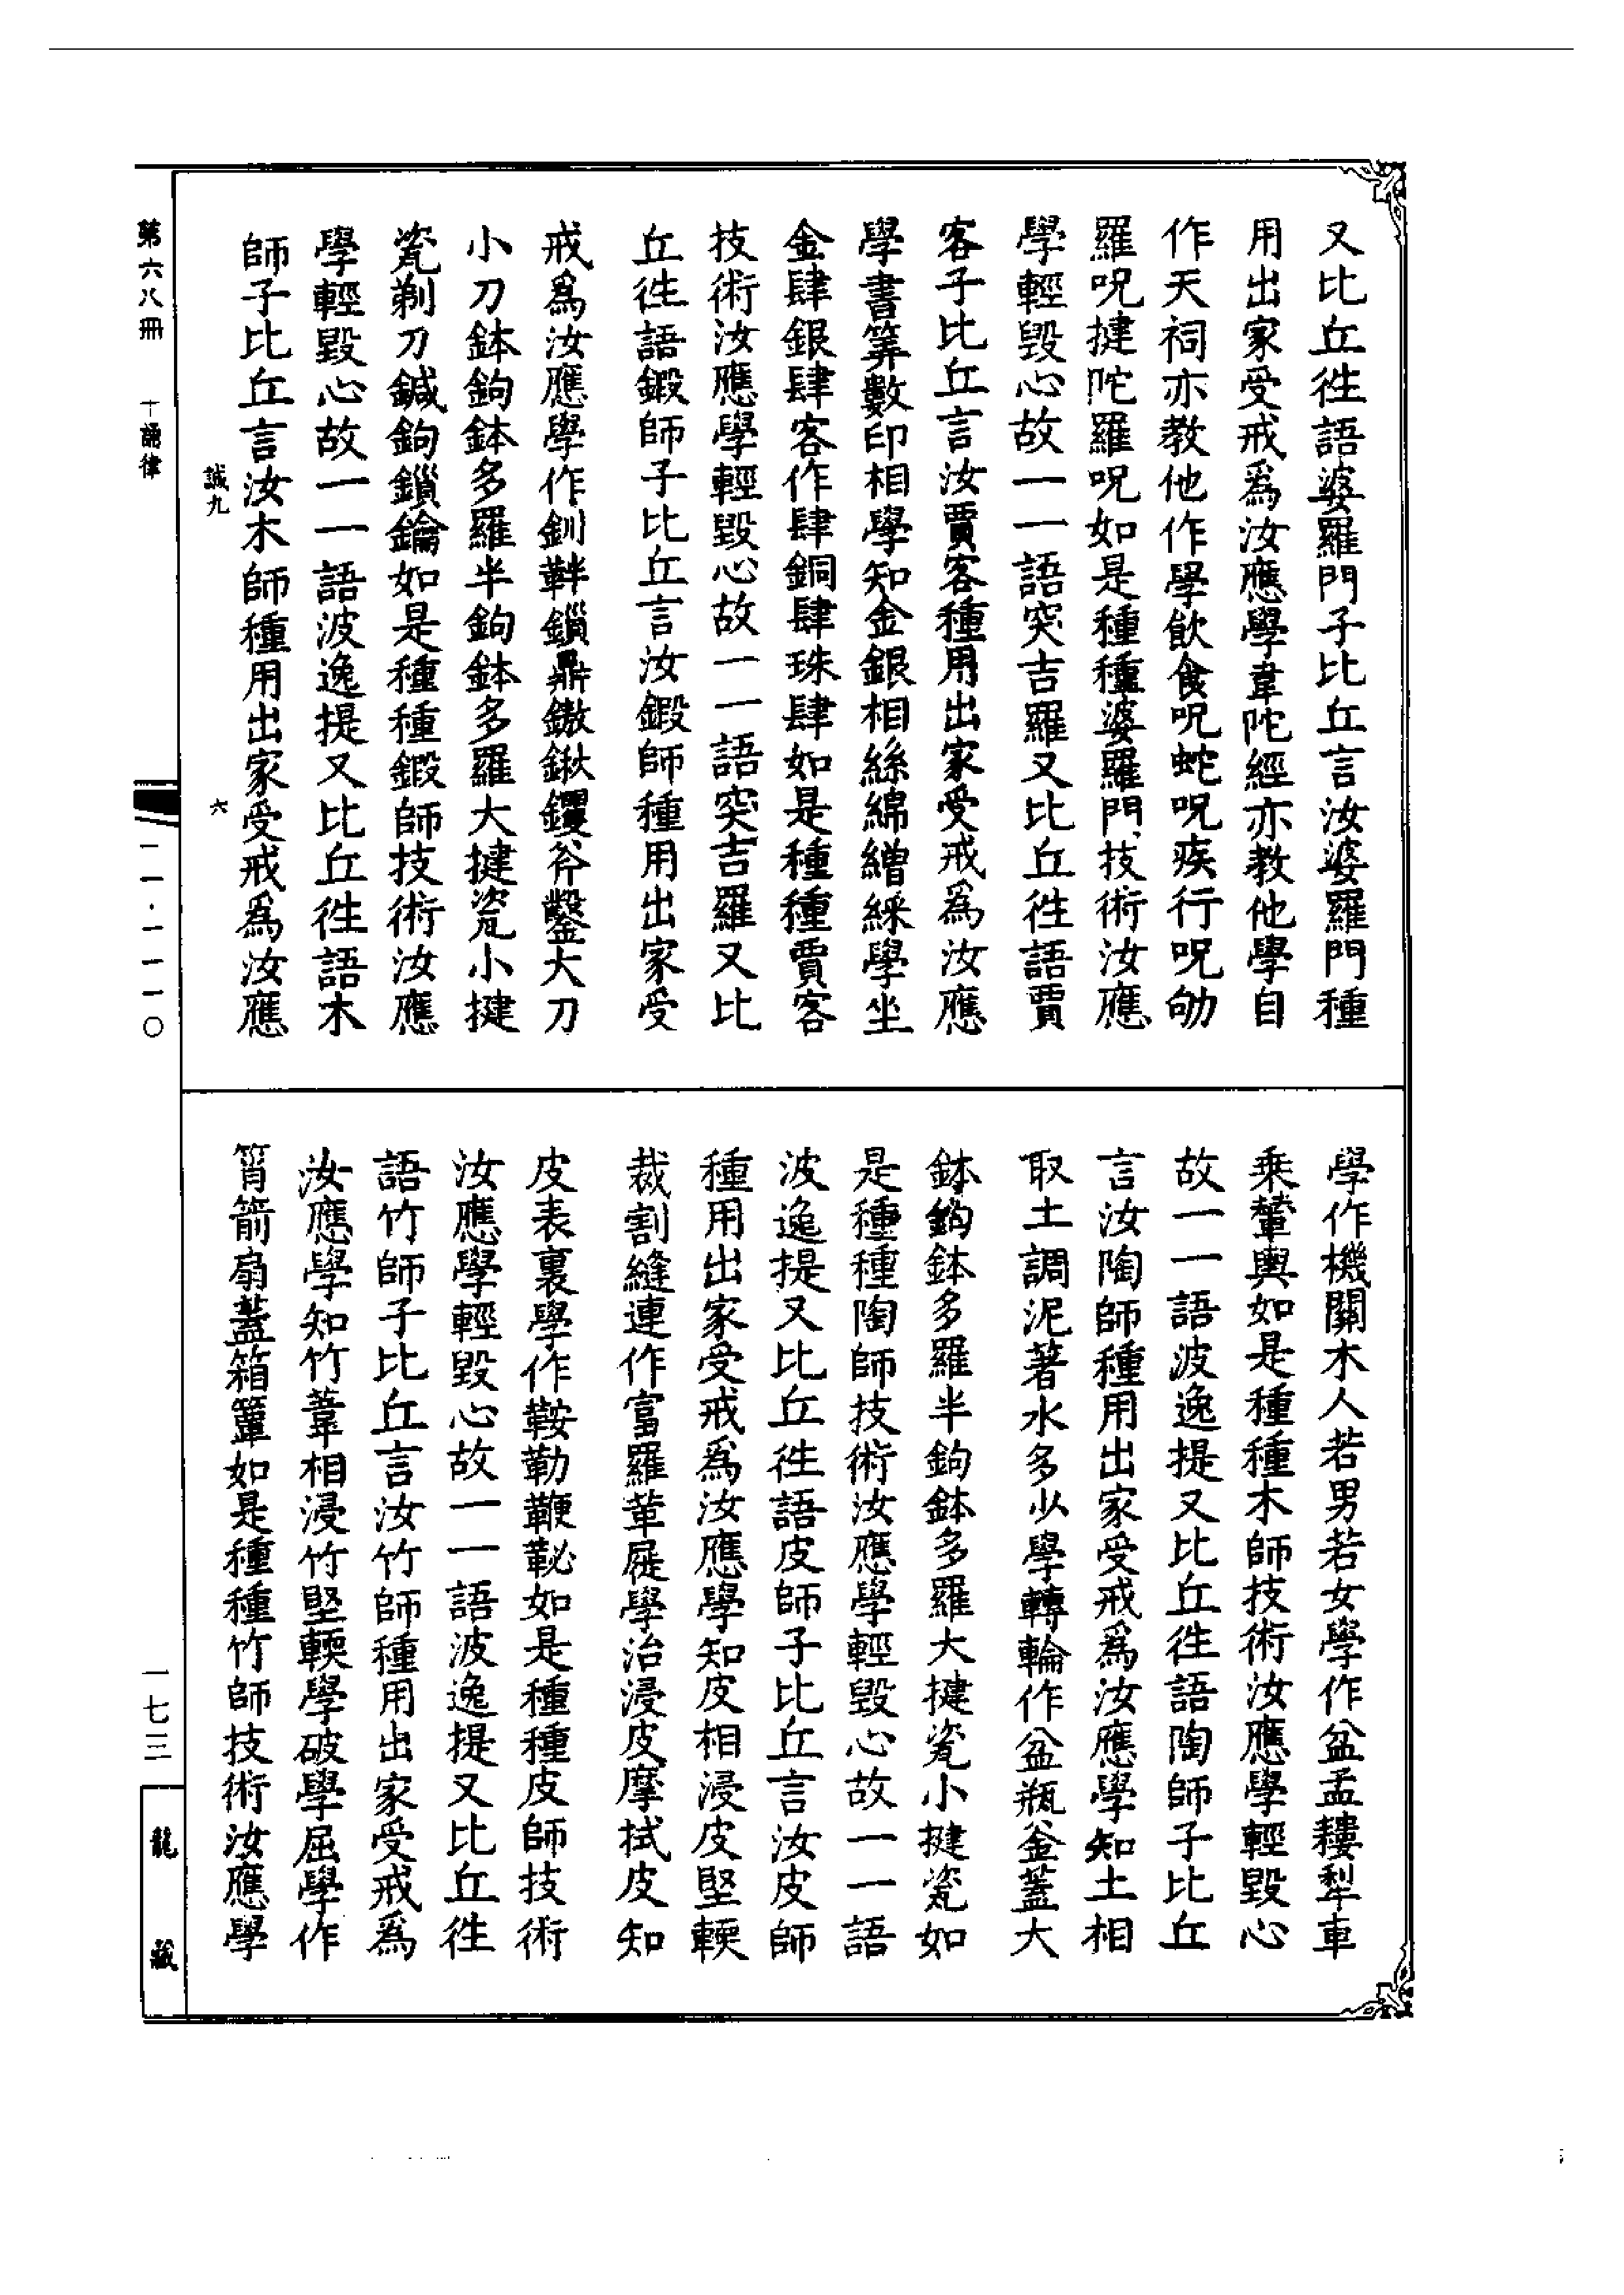 又比丘徃語婆羅門子比丘言汝婆羅門種
用出家受戒爲汝應學韋陀經亦教他學自
作天祠亦教他作學飲食呪蛇呪疾行呪劬
羅呪揵陀羅呪如是種種婆羅門技術汝應
學輕毀心故一一語突吉羅又比丘徃語賈
客子比丘言汝賈客種用出家受戒爲汝應
學書筭數印相學知金銀相絲綿繒綵學坐
金肆銀肆客作肆銅肆珠肆如是種種賈客
技術汝應學輕毀心故一一語突吉羅又比
丘徃語鍛師子比丘言汝鍛師種用出家受
戒爲汝應學作釧鞢鎖鼎鏊鍬钁斧鑿大刀
小刀鉢鉤鉢多羅半鉤鉢多羅大揵瓷小揵
瓷剃刀鍼鉤鎖鑰如是種種鍛師技術汝應
學輕毀心故一一語波逸提又比丘徃語木
師子比丘言汝木師種用出家受戒爲汝應
學作機關木人若男若女學作盆盂耬犁車
乘輦輿如是種種木師技術汝應學輕毀心
故一一語波逸提又比丘徃語陶師子比丘
言汝陶師種用出家受戒爲汝應學知土相
取土調泥著水多少學轉輪作盆瓶釜蓋大
鉢鉤鉢多羅半鉤鉢多羅大揵瓷小揵瓷如
是種種陶師技術汝應學輕毀心故一一語
波逸提又比丘徃語皮師子比丘言汝皮師
種用出家受戒爲汝應學知皮相浸皮堅輭
裁割縫連作富羅革屣學治浸皮摩拭皮知
皮表裏學作鞍勒鞭䩛如是種種皮師技術
汝應學輕毀心故一一語波逸提又比丘徃
語竹師子比丘言汝竹師種用出家受戒爲
汝應學知竹葦相浸竹堅輭學破學屈學作
筩箭扇蓋箱簞如是種種竹師技術汝應學
誠九 六
第六八冊 十誦律
一一·一一一〇
一七三
龍藏